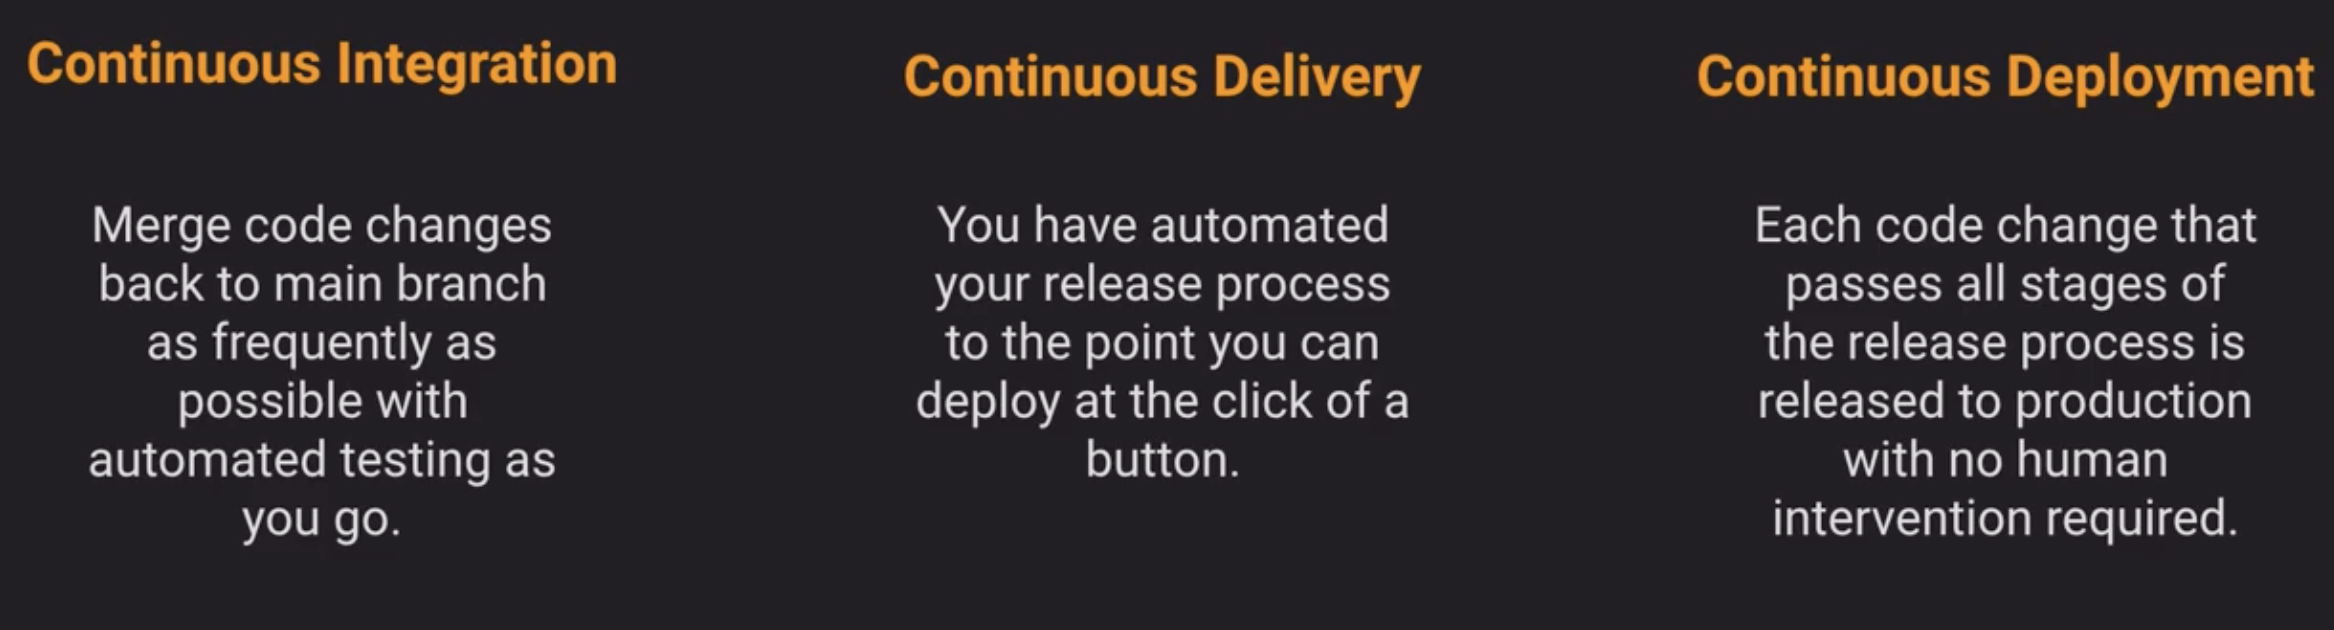 Continuous Integration
Merge code changes
back to main branch
as frequently as
possible with
automated testing as
you go.
Continuous Delivery
You have automated
your release process
to the point you can
deploy at the click of a
button.
Continuous Deployment
Each code change that
passes all stages of
the release process is
released to production
with no human
intervention required.